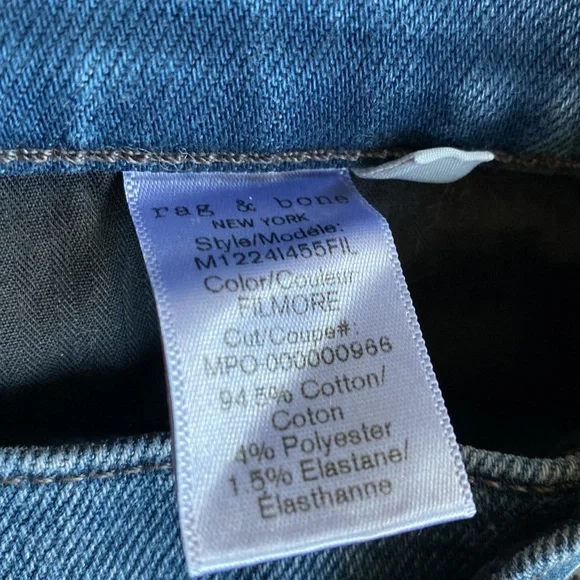 rag & bone
NEW YORK
Style/Modèle:
M1224I455FIL
Color/Couleur:
FILMORE
Cut/Coupe#:
MPO-000000966
94.5% Cotton/
Coton
4% Polyester
1.5% Elastane/
Elasthanne